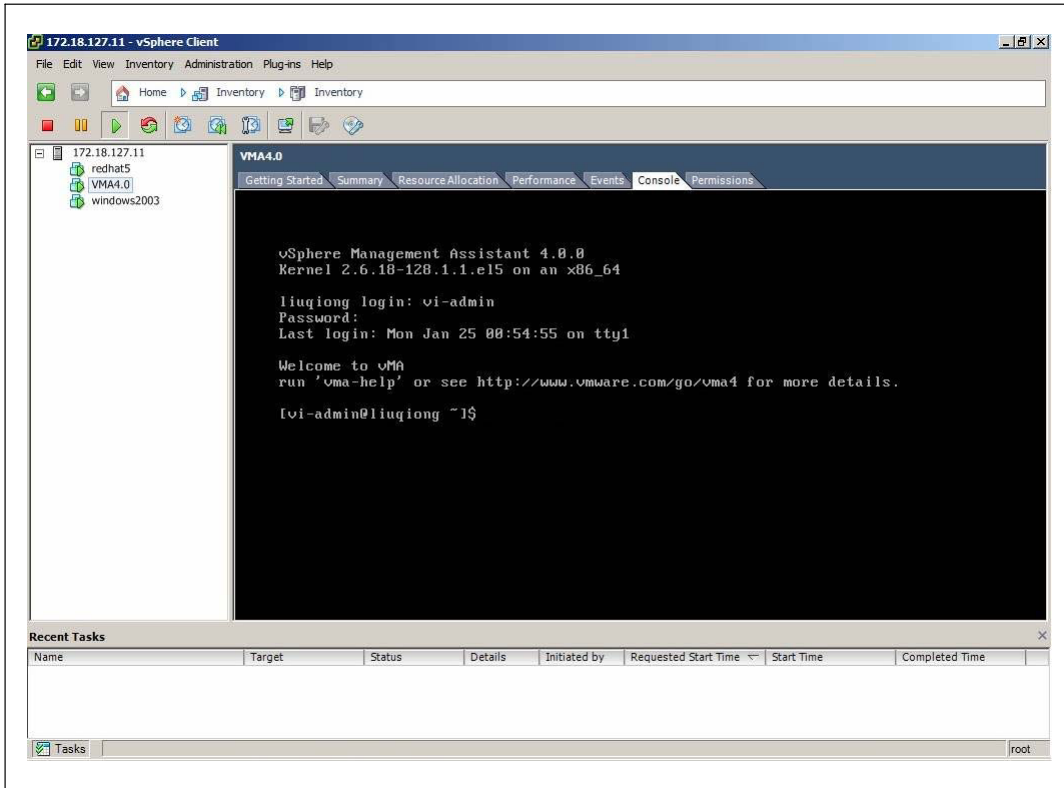 172.18.127.11 - vSphere Client
File Edit View Inventory Administration Plug-ins Help
Home Inventory Inventory
172.18.127.11
redhat5
VMA4.0
windows2003
VMA4.0
Getting Started Summary Resource Allocation Performance Events Console Permissions
vSphere Management Assistant 4.0.0
Kernel 2.6.18-128.1.1.el5 on an x86_64
liuqiong login: vi-admin
Password:
Last login: Mon Jan 25 00:54:55 on tty1
Welcome to vMA
run 'vma-help' or see http://www.vmware.com/go/vma4 for more details.
[vi-admin@liuqiong ~]$
Recent Tasks
Name Target Status Details Initiated by Requested Start Time Start Time Completed Time
Tasks root